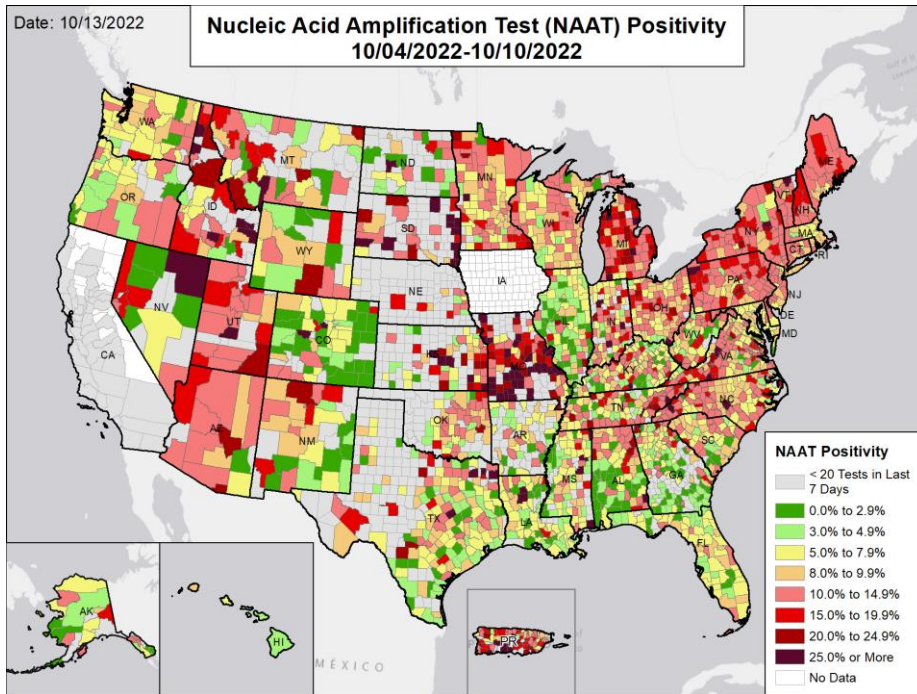 Date: 10/13/2022
Nucleic Acid Amplification Test (NAAT) Positivity
10/04/2022-10/10/2022
WA
MT
ND
MN
ME
OR
ID
SD
WI
MI
NY
VT
NH
MA
CT
RI
WY
NE
IA
PA
NJ
NV
UT
CO
IN
OH
DE
MD
WV
VA
CA
KY
NC
TN
AZ
NM
OK
AR
SC
MS
AL
GA
TX
LA
FL
AK
HI
PR
MÉXICO
NAAT Positivity
< 20 Tests in Last
7 Days
0.0% to 2.9%
3.0% to 4.9%
5.0% to 7.9%
8.0% to 9.9%
10.0% to 14.9%
15.0% to 19.9%
20.0% to 24.9%
25.0% or More
No Data